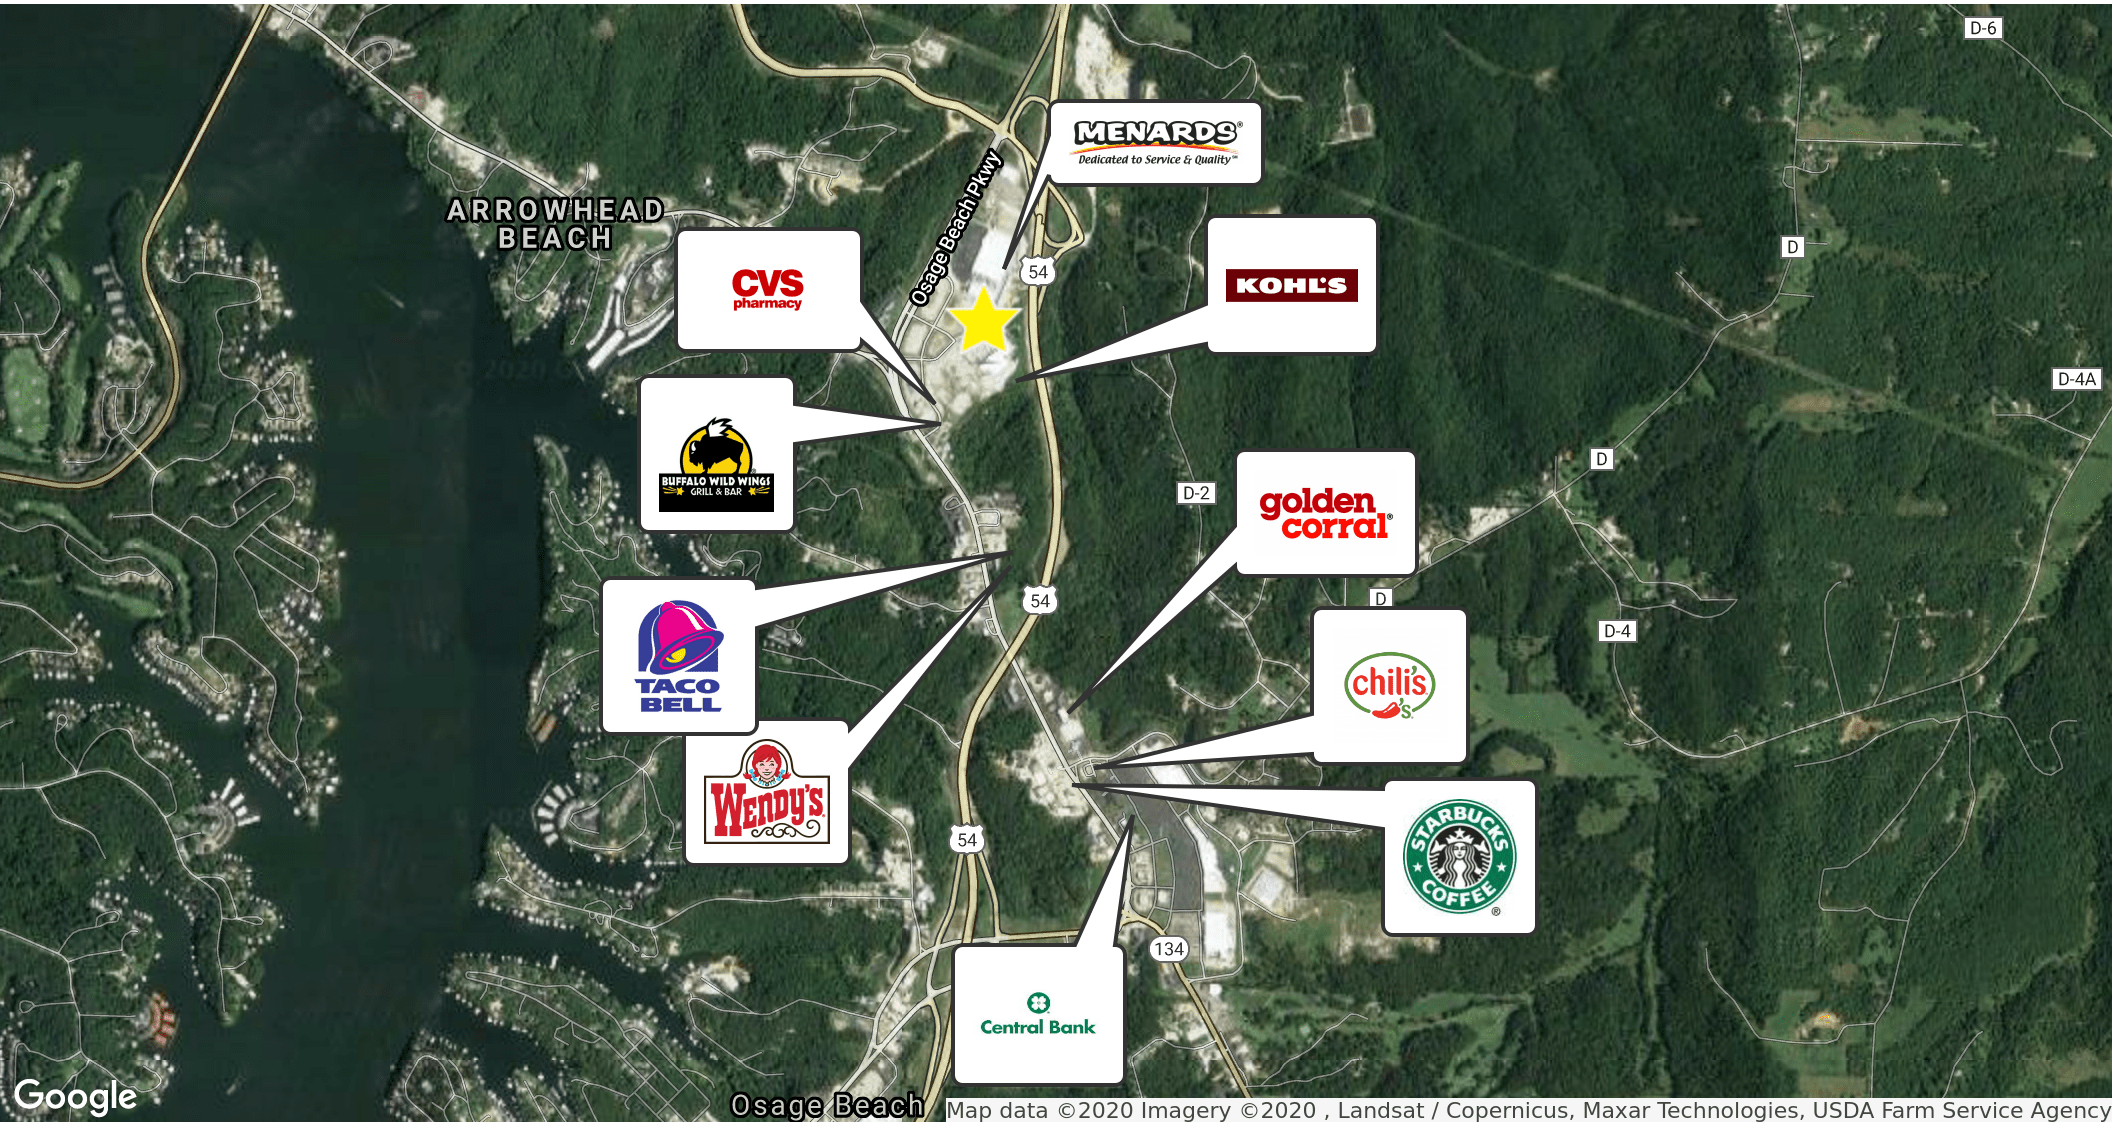 D-6
MENARDS®
Dedicated to Service & Quality™
ARROWHEAD
BEACH
Osage Beach Pkwy
D
54
CVS
pharmacy
KOHL'S
D-4A
BUFFALO WILD WINGS
GRILL & BAR
D
D-2
golden
corral®
54
D
D-4
TACO
BELL
chili's
WENDY'S
54
STARBUCKS
COFFEE
®
134
Central Bank
Google
Osage Beach
Map data ©2020 Imagery ©2020 , Landsat / Copernicus, Maxar Technologies, USDA Farm Service Agency